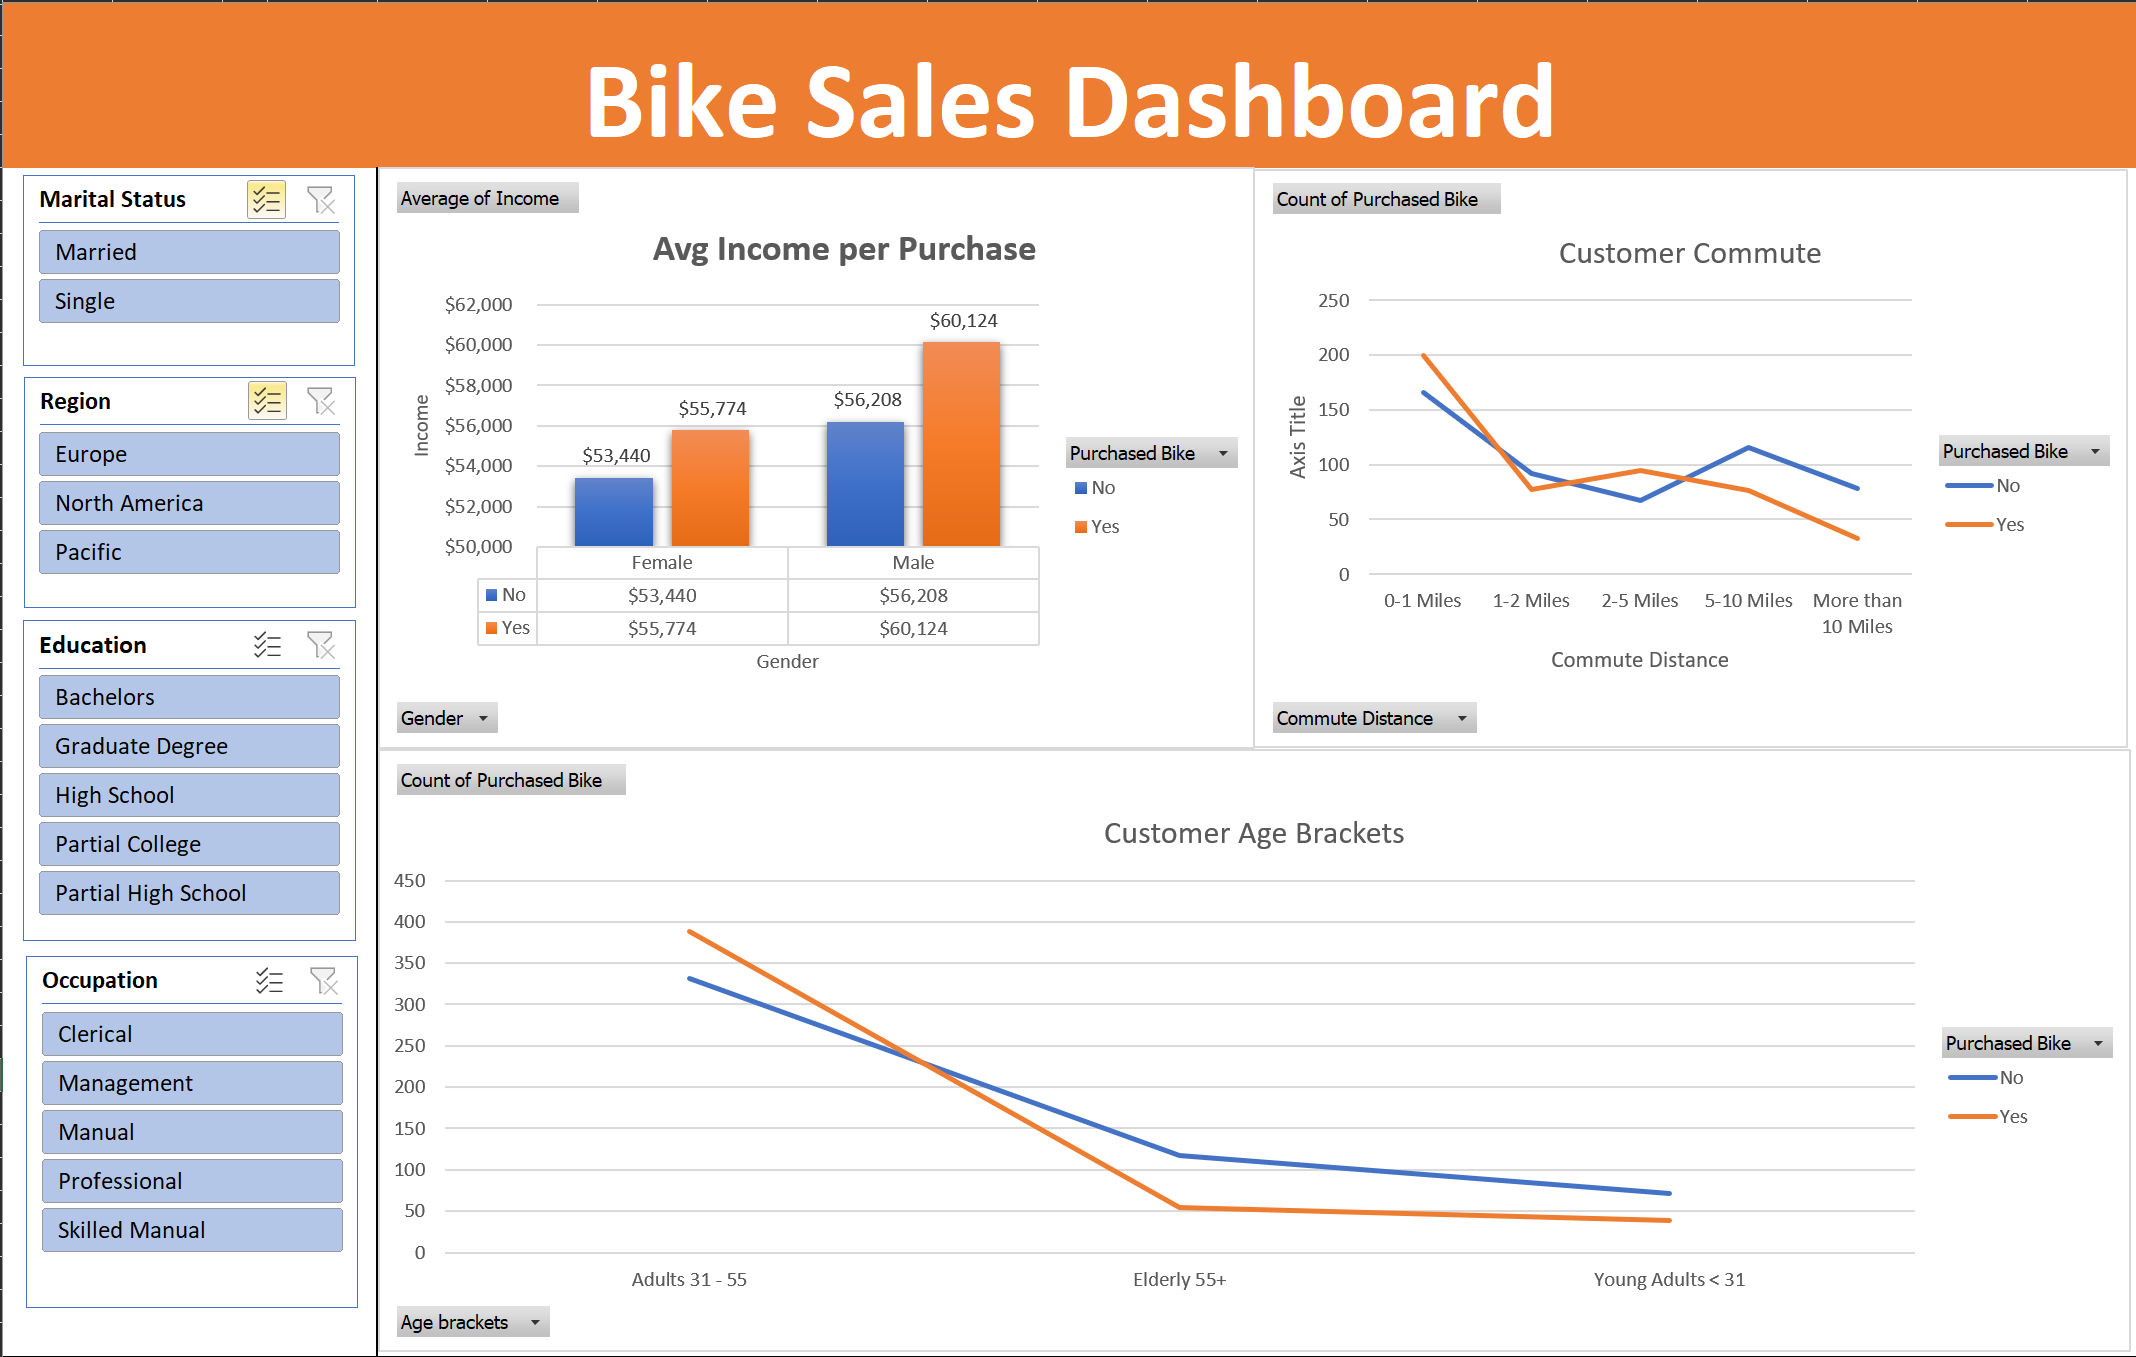 Bike Sales Dashboard
Marital Status
Married
Single
Region
Europe
North America
Pacific
Education
Bachelors
Graduate Degree
High School
Partial College
Partial High School
Occupation
Clerical
Management
Manual
Professional
Skilled Manual
Average of Income
Avg Income per Purchase
Income
$62,000
$60,000
$58,000
$56,000
$54,000
$52,000
$50,000
$53,440
$55,774
$56,208
$60,124
Female Male
No $53,440 $56,208
Yes $55,774 $60,124
Gender
Purchased Bike
No
Yes
Gender
Count of Purchased Bike
Customer Commute
Axis Title
250
200
150
100
50
0
0-1 Miles 1-2 Miles 2-5 Miles 5-10 Miles More than
10 Miles
Commute Distance
Purchased Bike
No
Yes
Commute Distance
Count of Purchased Bike
Customer Age Brackets
450
400
350
300
250
200
150
100
50
0
Adults 31 - 55 Elderly 55+ Young Adults < 31
Purchased Bike
No
Yes
Age brackets